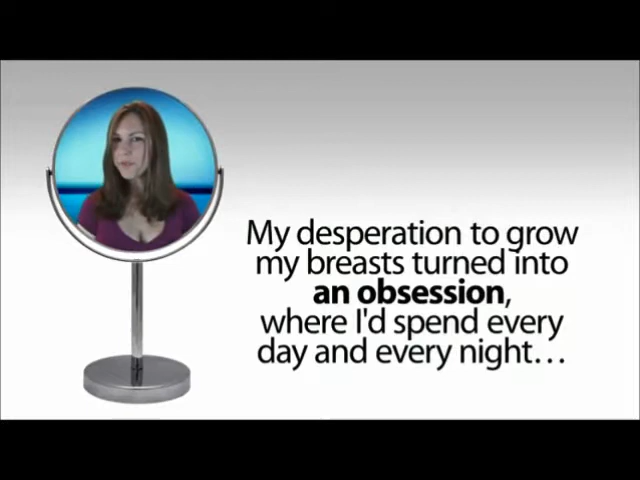 My desperation to grow
my breasts turned into
an obsession,
where I'd spend every
day and every night…